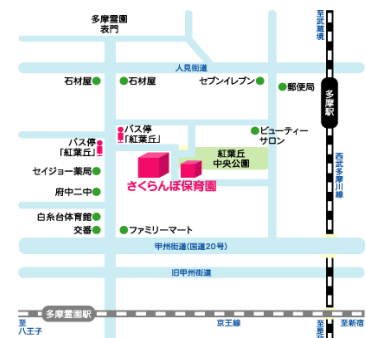 多摩霊園
表門
至武蔵境
人見街道
石材屋
石材屋
セブンイレブン
郵便局
多摩駅
バス停
「紅葉丘」
バス停
「紅葉丘」
ビューティー
サロン
紅葉丘
中央公園
西武多摩川線
セイジョー薬局
さくらんぼ保育園
府中二中
白糸台体育館
交番
ファミリーマート
甲州街道(国道20号)
旧甲州街道
多摩霊園駅
至
八王子
京王線
至新宿